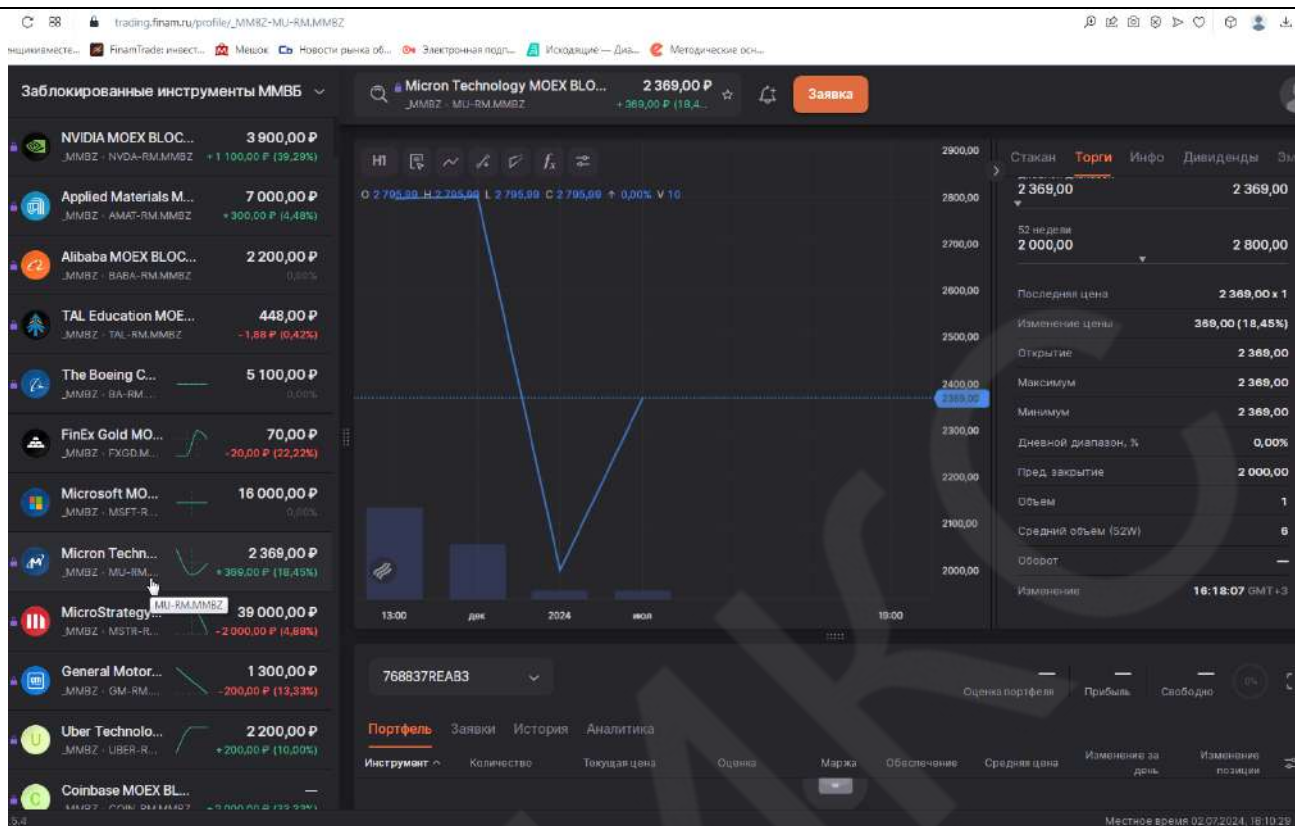 trading.finam.ru/profile/_MMBZ-MU-RM.MMBZ
FinamTrade: инвест... Мешок Новости рынка об... Электронная подп... Исходящие — Диа... Методические осн...
Заблокированные инструменты ММВБ
Micron Technology MOEX BLO... 2 369,00 ₽
_MMBZ · MU-RM.MMBZ +369,00 ₽ (18,4...
Заявка
NVIDIA MOEX BLOC... 3 900,00 ₽
_MMBZ · NVDA-RM.MMBZ +1 100,00 ₽ (39,29%)
Applied Materials M... 7 000,00 ₽
_MMBZ · AMAT-RM.MMBZ +300,00 ₽ (4,48%)
Alibaba MOEX BLOC... 2 200,00 ₽
_MMBZ · BABA-RM.MMBZ 0,00%
TAL Education MOE... 448,00 ₽
_MMBZ · TAL-RM.MMBZ -1,88 ₽ (0,42%)
The Boeing C... 5 100,00 ₽
_MMBZ · BA-RM.... 0,00%
FinEx Gold MO... 70,00 ₽
_MMBZ · FXGD.M... -20,00 ₽ (22,22%)
Microsoft MO... 16 000,00 ₽
_MMBZ · MSFT-R... 0,00%
Micron Techn... 2 369,00 ₽
_MMBZ · MU-RM.... +369,00 ₽ (18,45%)
MU-RM.MMBZ
MicroStrategy... 39 000,00 ₽
_MMBZ · MSTR-R... -2 000,00 ₽ (4,88%)
General Motor... 1 300,00 ₽
_MMBZ · GM-RM.... -200,00 ₽ (13,33%)
Uber Technolo... 2 200,00 ₽
_MMBZ · UBER-R... +200,00 ₽ (10,00%)
Coinbase MOEX BL... —
_MMBZ · COIN-RM.MMBZ +2 000,00 ₽ (33,33%)
5.4
H1
O 2 795,99 H 2 795,99 L 2 795,99 C 2 795,99 ↑ 0,00% V 10
2900,00
2800,00
2700,00
2600,00
2500,00
2400,00
2369,00
2300,00
2200,00
2100,00
2000,00
13:00 дек 2024 июл 19:00
Стакан Торги Инфо Дивиденды Эм
2 369,00 2 369,00
52 недели
2 000,00 2 800,00
Последняя цена 2 369,00 x 1
Изменение цены 369,00 (18,45%)
Открытие 2 369,00
Максимум 2 369,00
Минимум 2 369,00
Дневной диапазон, % 0,00%
Пред. закрытие 2 000,00
Объем 1
Средний объем (52W) 6
Оборот —
Изменение 16:18:07 GMT+3
768837REAB3
— — — 0%
Оценка портфеля Прибыль Свободно
Портфель Заявки История Аналитика
Инструмент Количество Текущая цена Оценка Маржа Обеспечение Средняя цена Изменение за день Изменение позиции
Местное время 02.07.2024, 18:10:29